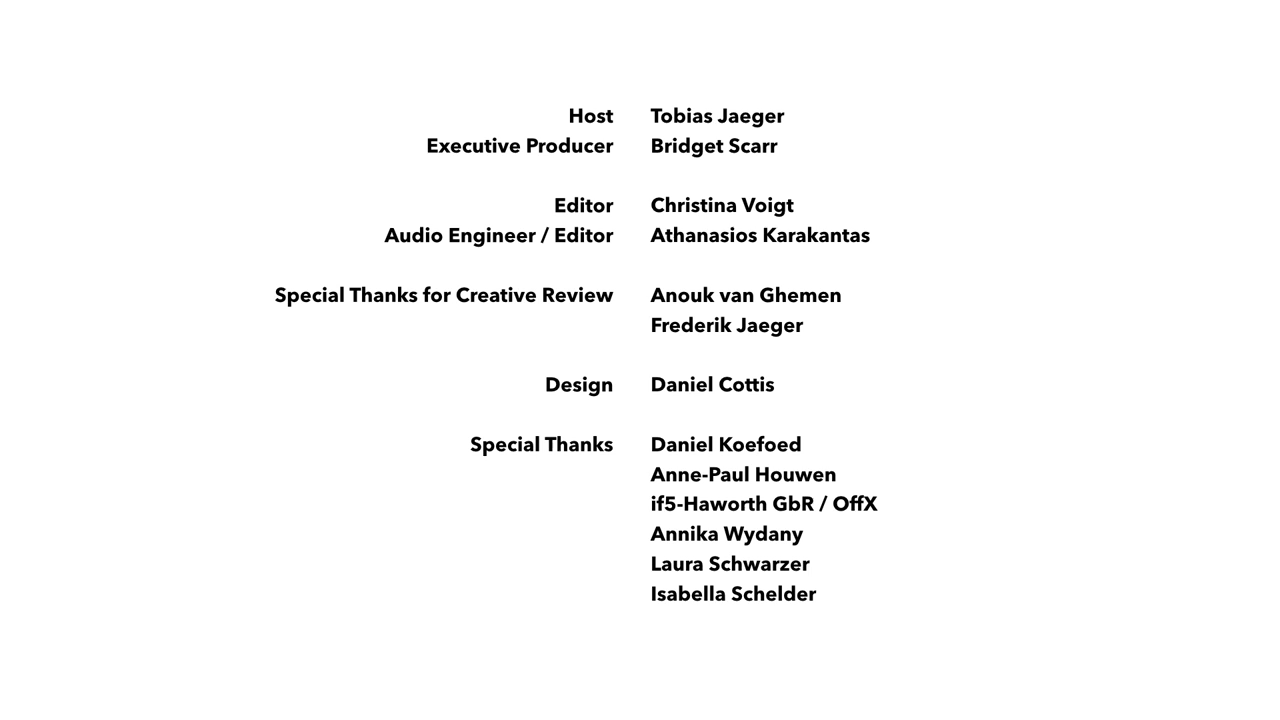 Host Tobias Jaeger
Executive Producer Bridget Scarr
Editor Christina Voigt
Audio Engineer / Editor Athanasios Karakantas
Special Thanks for Creative Review Anouk van Ghemen
Frederik Jaeger
Design Daniel Cottis
Special Thanks Daniel Koefoed
Anne-Paul Houwen
if5-Haworth GbR / OffX
Annika Wydany
Laura Schwarzer
Isabella Schelder